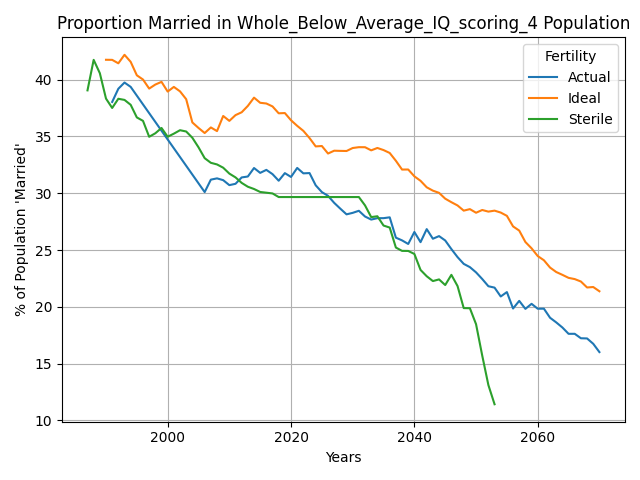 Proportion Married in Whole_Below_Average_IQ_scoring_4 Population
Fertility
Actual
Ideal
Sterile
% of Population 'Married'
40
35
30
25
20
15
10
2000
2020
2040
2060
Years